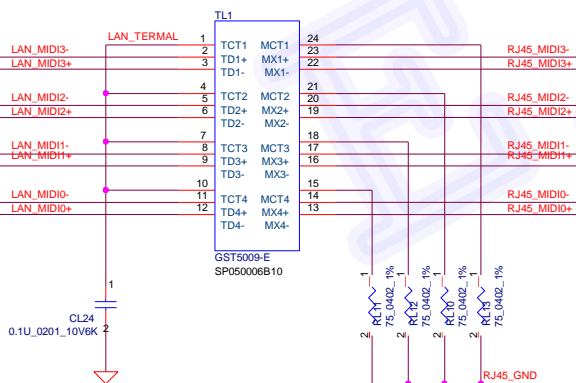 TL1
LAN_TERMAL
1 TCT1 MCT1 24
LAN_MIDI3- 2 TD1+ MX1+ 23 RJ45_MIDI3-
LAN_MIDI3+ 3 TD1- MX1- 22 RJ45_MIDI3+
4 TCT2 MCT2 21
LAN_MIDI2- 5 TD2+ MX2+ 20 RJ45_MIDI2-
LAN_MIDI2+ 6 TD2- MX2- 19 RJ45_MIDI2+
7 TCT3 MCT3 18
LAN_MIDI1- 8 TD3+ MX3+ 17 RJ45_MIDI1-
LAN_MIDI1+ 9 TD3- MX3- 16 RJ45_MIDI1+
10 TCT4 MCT4 15
LAN_MIDI0- 11 TD4+ MX4+ 14 RJ45_MIDI0-
LAN_MIDI0+ 12 TD4- MX4- 13 RJ45_MIDI0+
GST5009-E
SP050006B10
1
CL24
0.1U_0201_10V6K
2
1 RL11 75_0402_1% 2
1 RL12 75_0402_1% 2
1 RL10 75_0402_1% 2
1 RL13 75_0402_1% 2
RJ45_GND